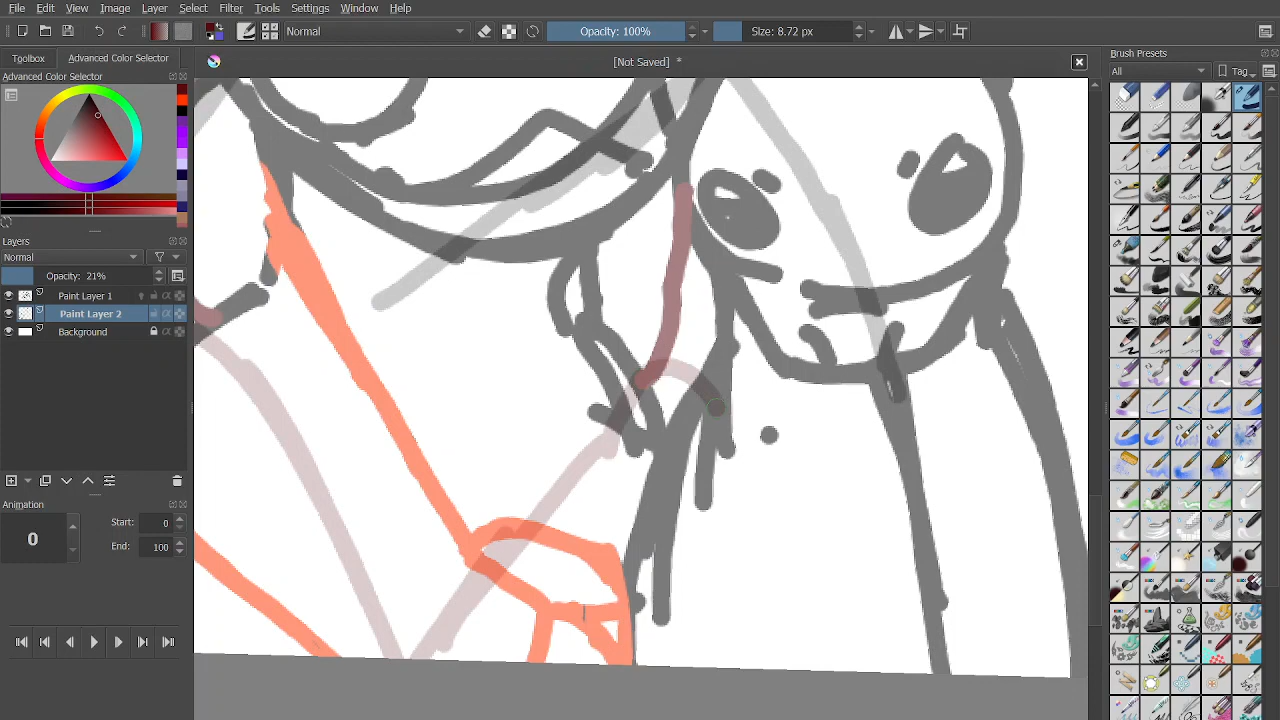 File Edit View Image Layer Select Filter Tools Settings Window Help
Normal Opacity: 100% Size: 8.72 px
Toolbox Advanced Color Selector
[Not Saved] *
Advanced Color Selector
Brush Presets
All Tag
Layers
Normal
Opacity: 21%
Paint Layer 1
Paint Layer 2
Background
Animation
0
Start: 0
End: 100